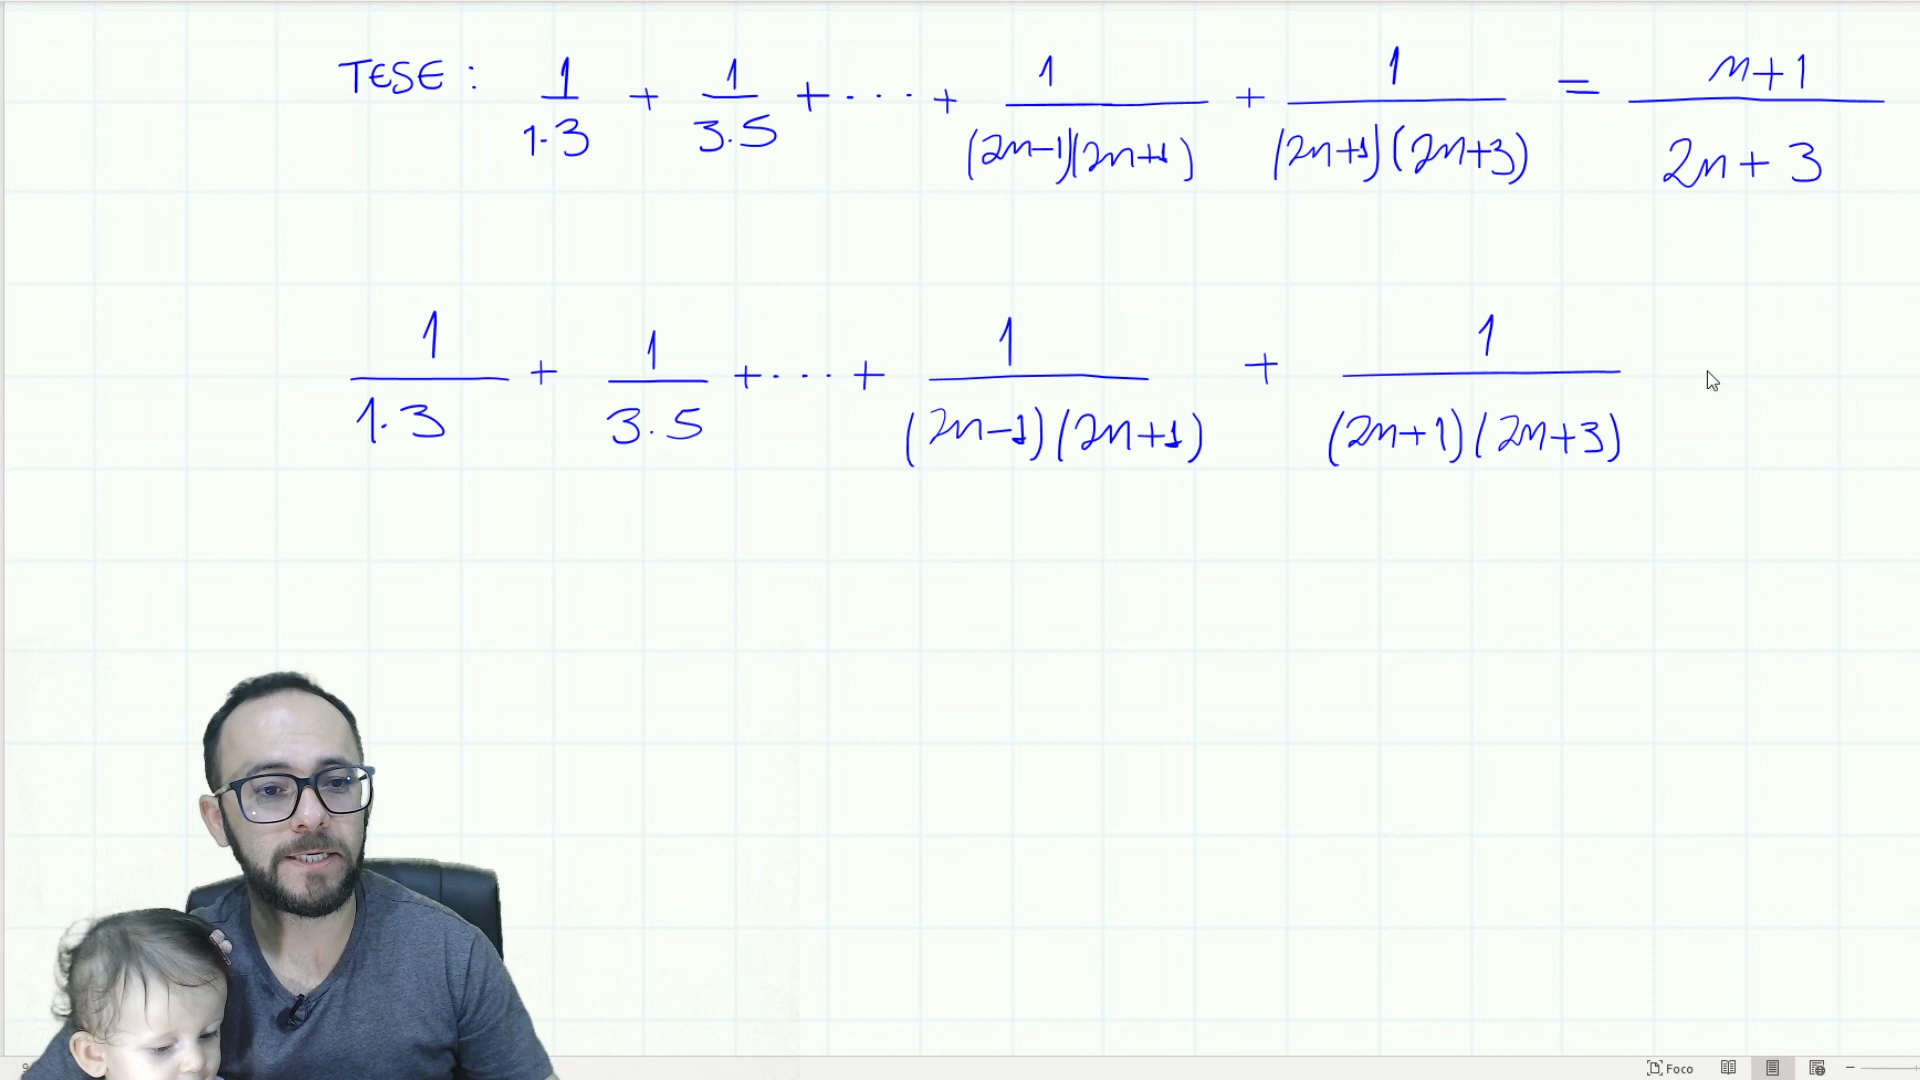 TESE: 1/(1·3) + 1/(3·5) + ··· + 1/((2n-1)(2n+1)) + 1/((2n+1)(2n+3)) = (n+1)/(2n+3)
1/(1·3) + 1/(3·5) + ··· + 1/((2n-1)(2n+1)) + 1/((2n+1)(2n+3))
Foco